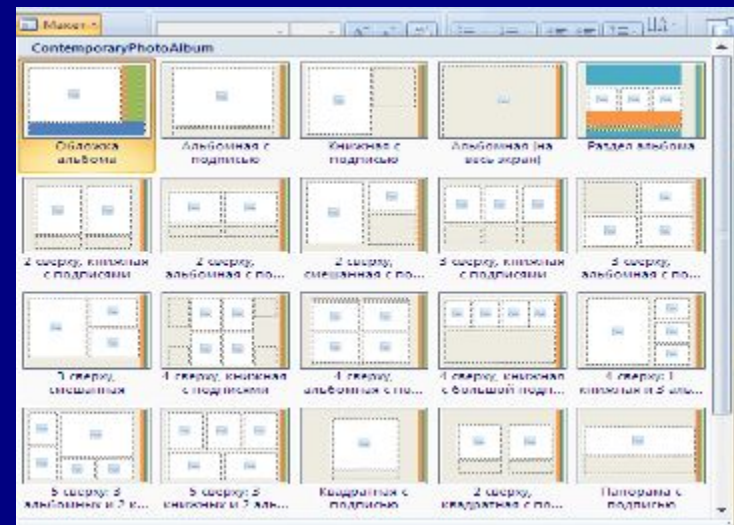 Макет
ContemporaryPhotoAlbum
Обложка альбома
Альбомная с подписью
Книжная с подписью
Альбомная (на весь экран)
Раздел альбома
2 сверху, книжная с подписями
2 сверху, альбомная с по...
2 сверху, смешанная с по...
3 сверху, книжная с подписями
3 сверху, альбомная с по...
3 сверху, смешанная
4 сверху, книжная с подписями
4 сверху, альбомная с по...
4 сверху, книжная с большой подп...
4 сверху: 1 книжная и 3 аль...
5 сверху: 3 альбомных и 2 к...
5 сверху: 3 книжных и 2 аль...
Квадратная с подписью
2 сверху, квадратная с по...
Панорама с подписью